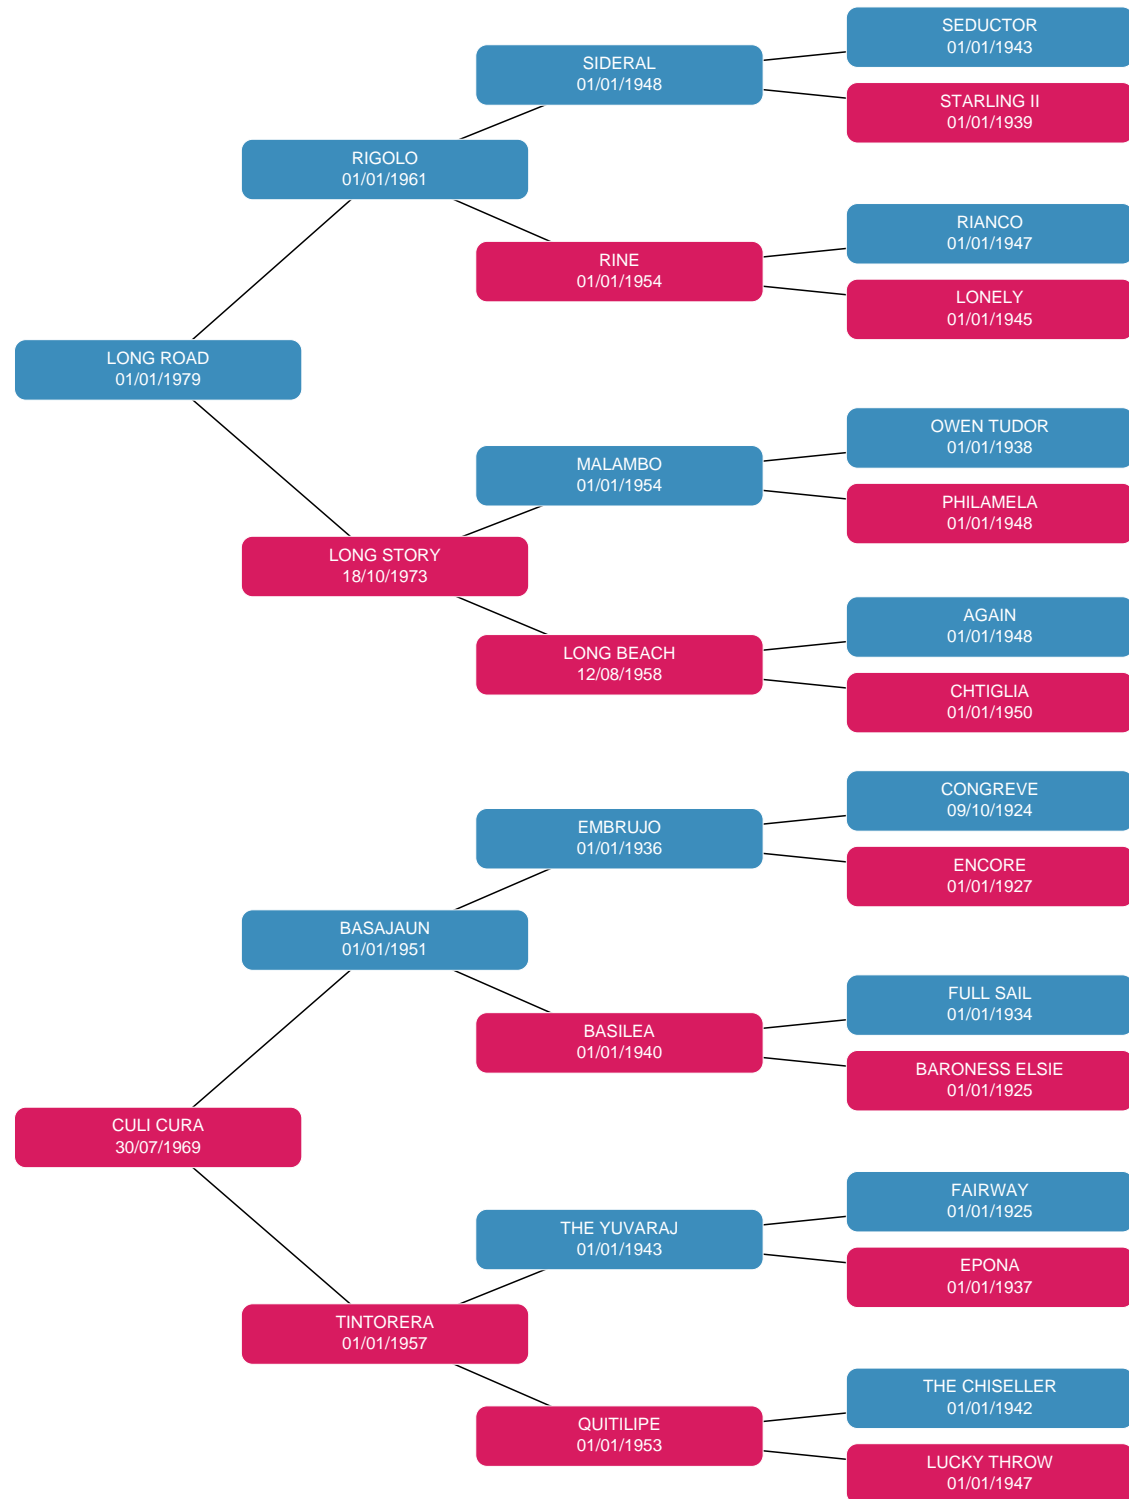 SEDUCTOR
01/01/1943
SIDERAL
01/01/1948
STARLING II
01/01/1939
RIGOLO
01/01/1961
RIANCO
01/01/1947
RINE
01/01/1954
LONELY
01/01/1945
LONG ROAD
01/01/1979
OWEN TUDOR
01/01/1938
MALAMBO
01/01/1954
PHILAMELA
01/01/1948
LONG STORY
18/10/1973
AGAIN
01/01/1948
LONG BEACH
12/08/1958
CHTIGLIA
01/01/1950
CONGREVE
09/10/1924
EMBRUJO
01/01/1936
ENCORE
01/01/1927
BASAJAUN
01/01/1951
FULL SAIL
01/01/1934
BASILEA
01/01/1940
BARONESS ELSIE
01/01/1925
CULI CURA
30/07/1969
FAIRWAY
01/01/1925
THE YUVARAJ
01/01/1943
EPONA
01/01/1937
TINTORERA
01/01/1957
THE CHISELLER
01/01/1942
QUITILIPE
01/01/1953
LUCKY THROW
01/01/1947